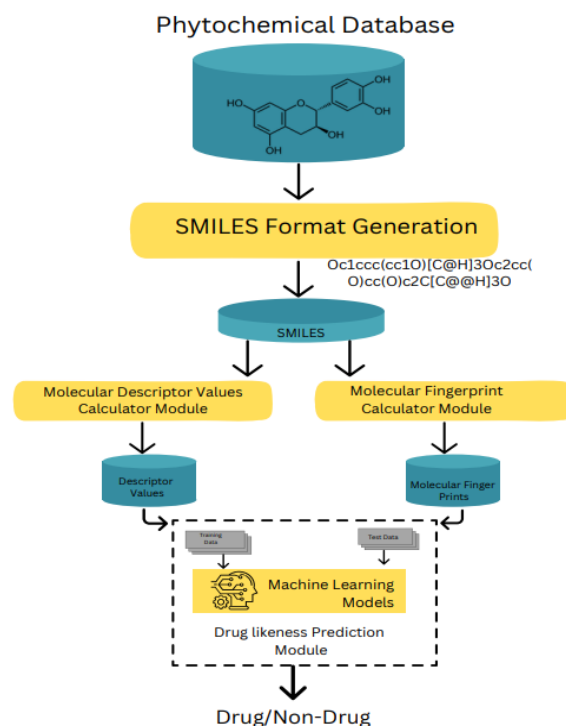 Phytochemical Database
OH
OH
HO
O
OH
OH
SMILES Format Generation
Oc1ccc(cc1O)[C@H]3Oc2cc(
O)cc(O)c2C[C@@H]3O
SMILES
Molecular Descriptor Values
Calculator Module
Molecular Fingerprint
Calculator Module
Descriptor
Values
Molecular Finger
Prints
Training
Data
Test Data
Machine Learning
Models
Drug likeness Prediction
Module
Drug/Non-Drug